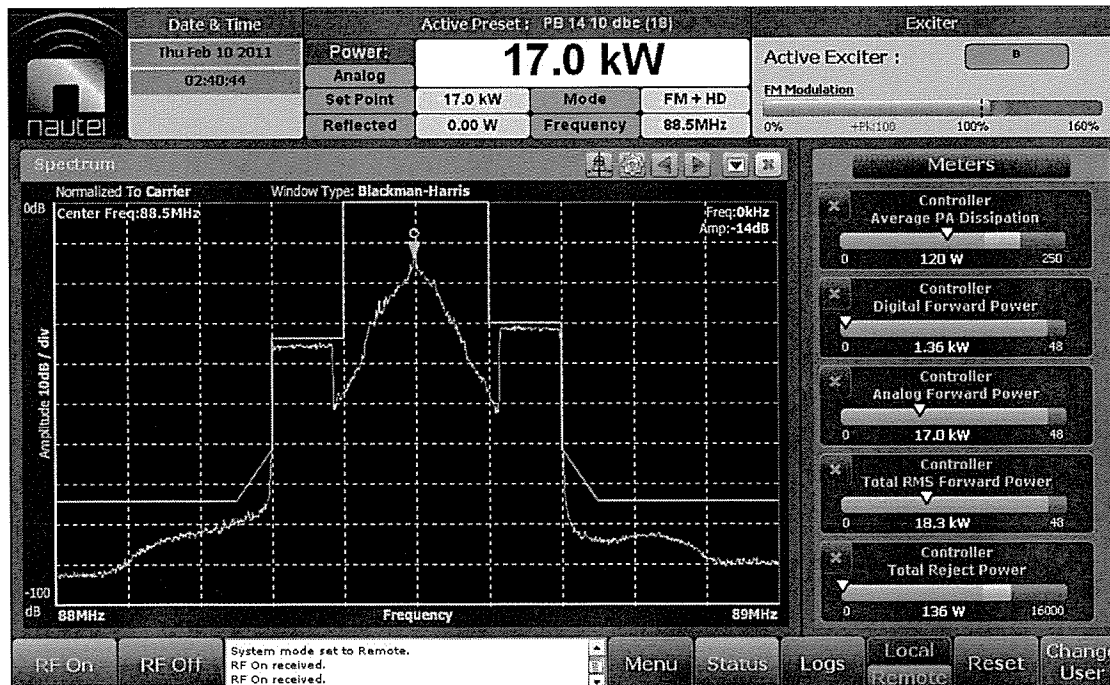 nautel
Date & Time
Thu Feb 10 2011
02:40:44
Active Preset : PB 14 10 dbc (18)
Power:
17.0 kW
Analog
Set Point 17.0 kW Mode FM + HD
Reflected 0.00 W Frequency 88.5MHz
Exciter
Active Exciter : B
FM Modulation
0% +Pk:100 100% 160%
Spectrum
Normalized To Carrier Window Type: Blackman-Harris
0dB
Center Freq:88.5MHz
Freq:0kHz
Amp:-14dB
Amplitude 10dB / div
-100
dB
88MHz Frequency 89MHz
Meters
Controller
Average PA Dissipation
0 120 W 250
Controller
Digital Forward Power
0 1.36 kW 48
Controller
Analog Forward Power
0 17.0 kW 48
Controller
Total RMS Forward Power
0 18.3 kW 48
Controller
Total Reject Power
0 136 W 16000
RF On
RF Off
System mode set to Remote.
RF On received.
RF On received.
Menu
Status
Logs
Local
Remote
Reset
Change
User